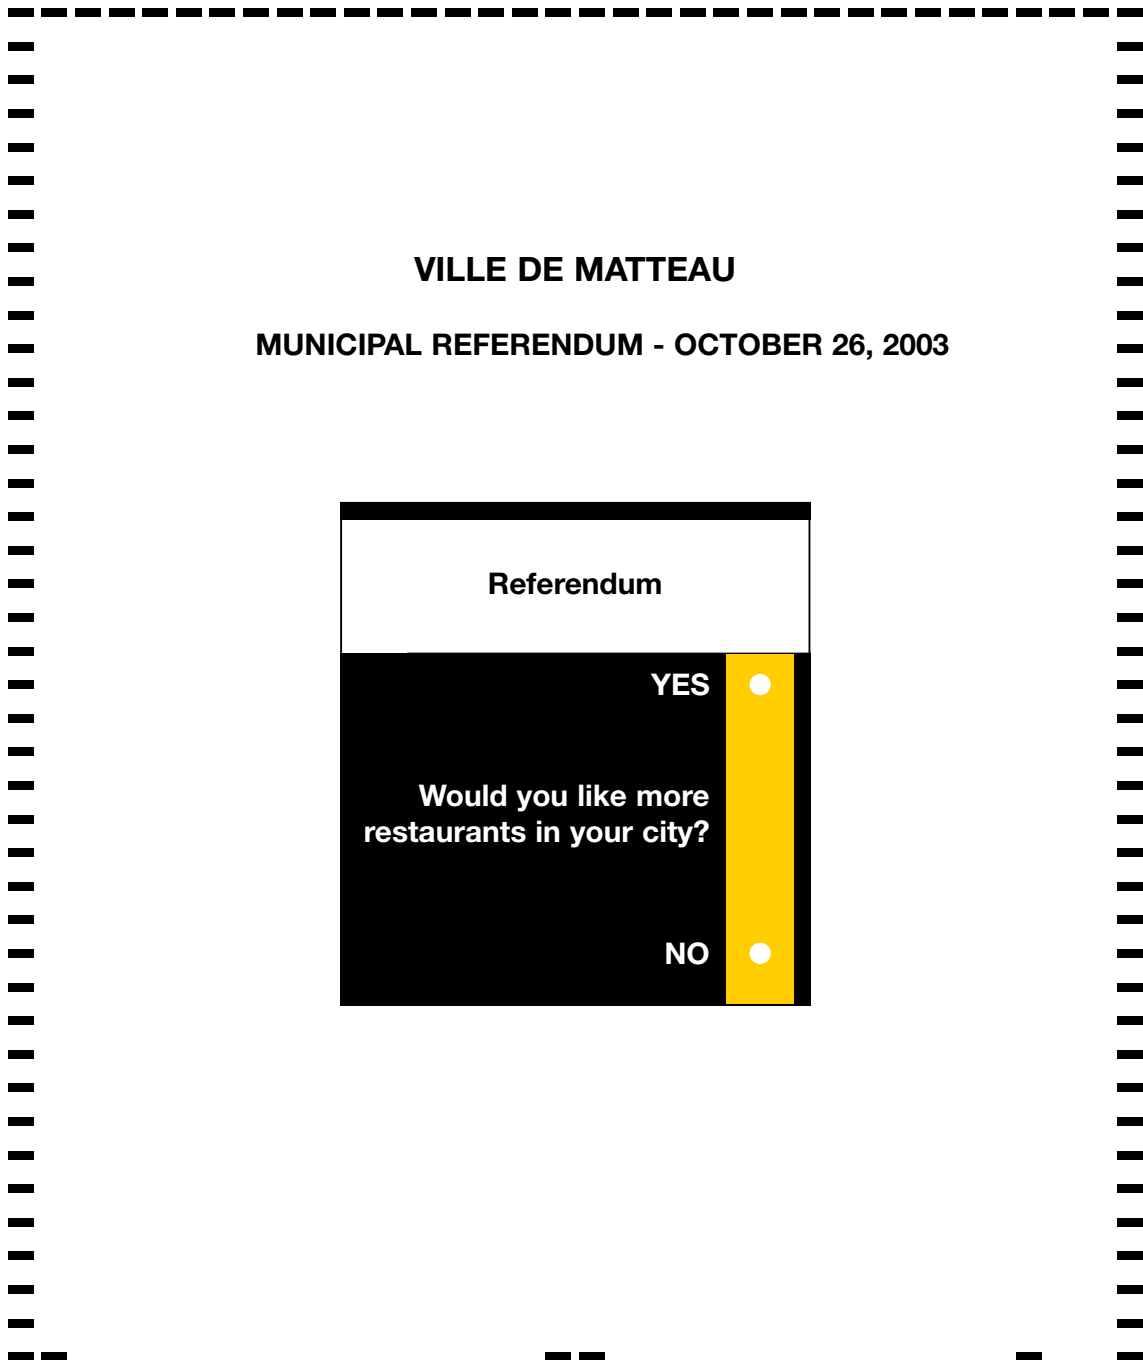 VILLE DE MATTEAU
MUNICIPAL REFERENDUM - OCTOBER 26, 2003
Referendum
YES
Would you like more
restaurants in your city?
NO